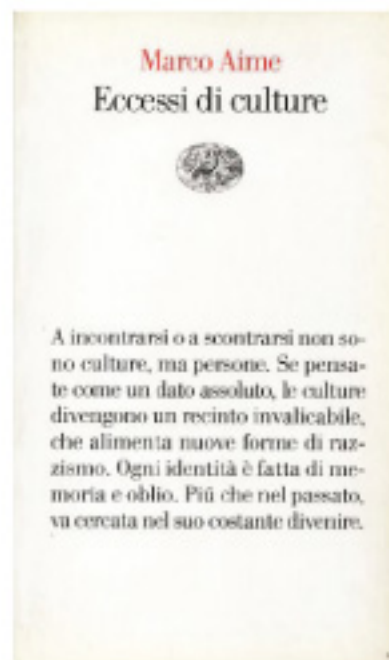 Marco Aime
Eccessi di culture
A incontrarsi o a scontrarsi non so-
no culture, ma persone. Se pensa-
te come un dato assoluto, le culture
divengono un recinto invalicabile,
che alimenta nuove forme di raz-
zismo. Ogni identità è fatta di me-
moria e oblio. Piú che nel passato,
va cercata nel suo costante divenire.